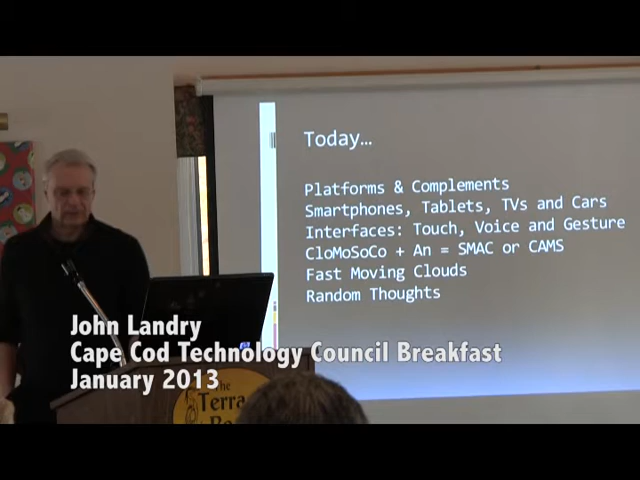 Today…
Platforms & Complements
Smartphones, Tablets, TVs and Cars
Interfaces: Touch, Voice and Gesture
CloMoSoCo + An = SMAC or CAMS
Fast Moving Clouds
Random Thoughts
John Landry
Cape Cod Technology Council Breakfast
January 2013
The
Terra